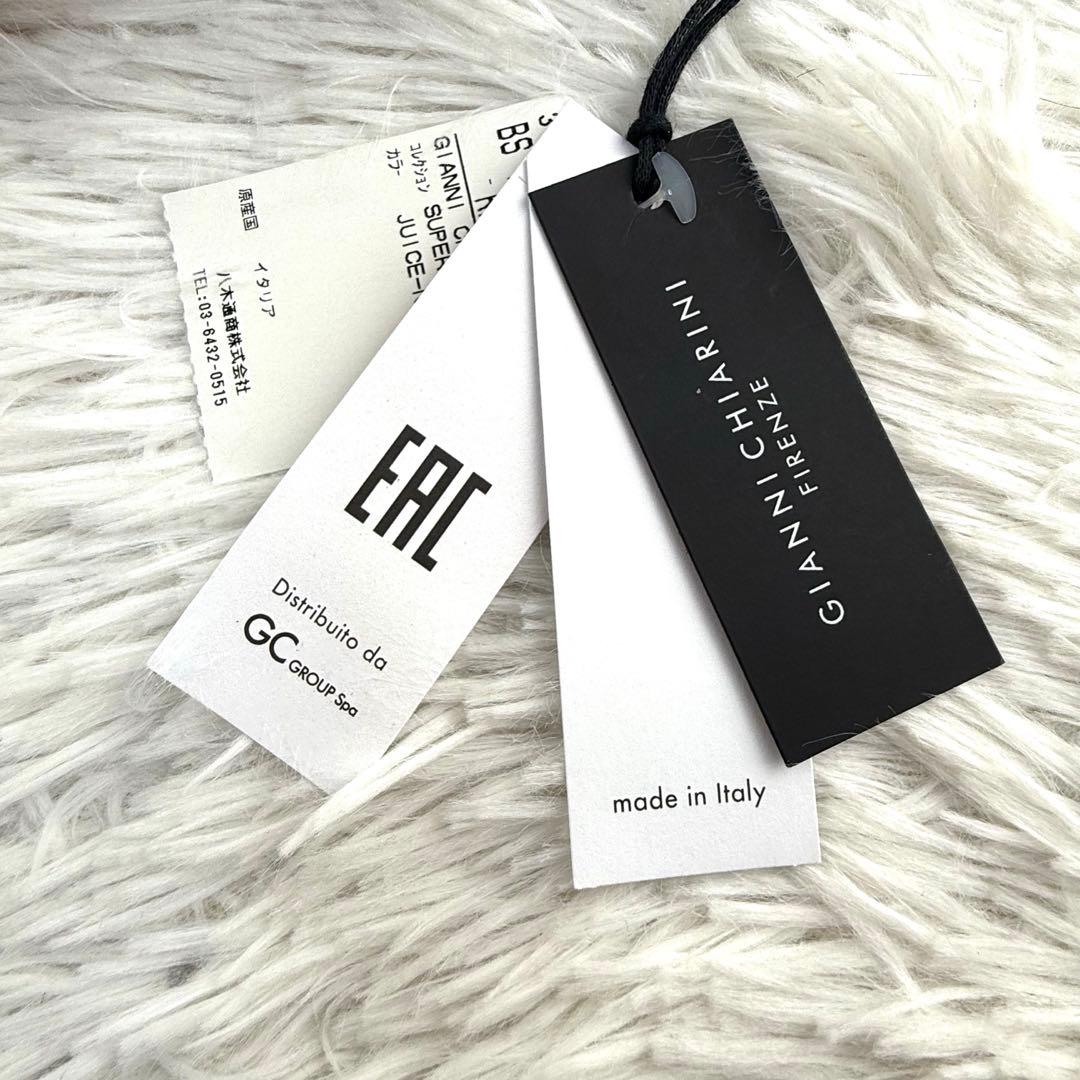 BS
GIANNI
コレクション SUPER
カラー JUICE-
原産国 イタリア
八木通商株式会社
TEL:03-6432-0515
EAC
Distribuito da
GC GROUP Spa
made in Italy
GIANNI CHIARINI
FIRENZE